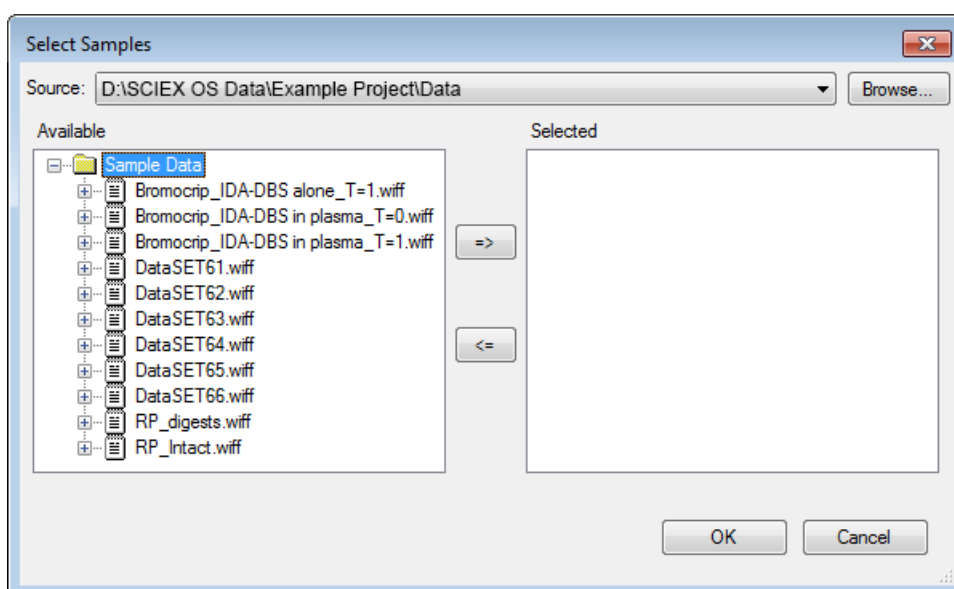 Select Samples
Source: D:\SCIEX OS Data\Example Project\Data Browse...
Available Selected
Sample Data
Bromocrip_IDA-DBS alone_T=1.wiff
Bromocrip_IDA-DBS in plasma_T=0.wiff
Bromocrip_IDA-DBS in plasma_T=1.wiff
=>
DataSET61.wiff
DataSET62.wiff
DataSET63.wiff
DataSET64.wiff
<=
DataSET65.wiff
DataSET66.wiff
RP_digests.wiff
RP_Intact.wiff
OK Cancel